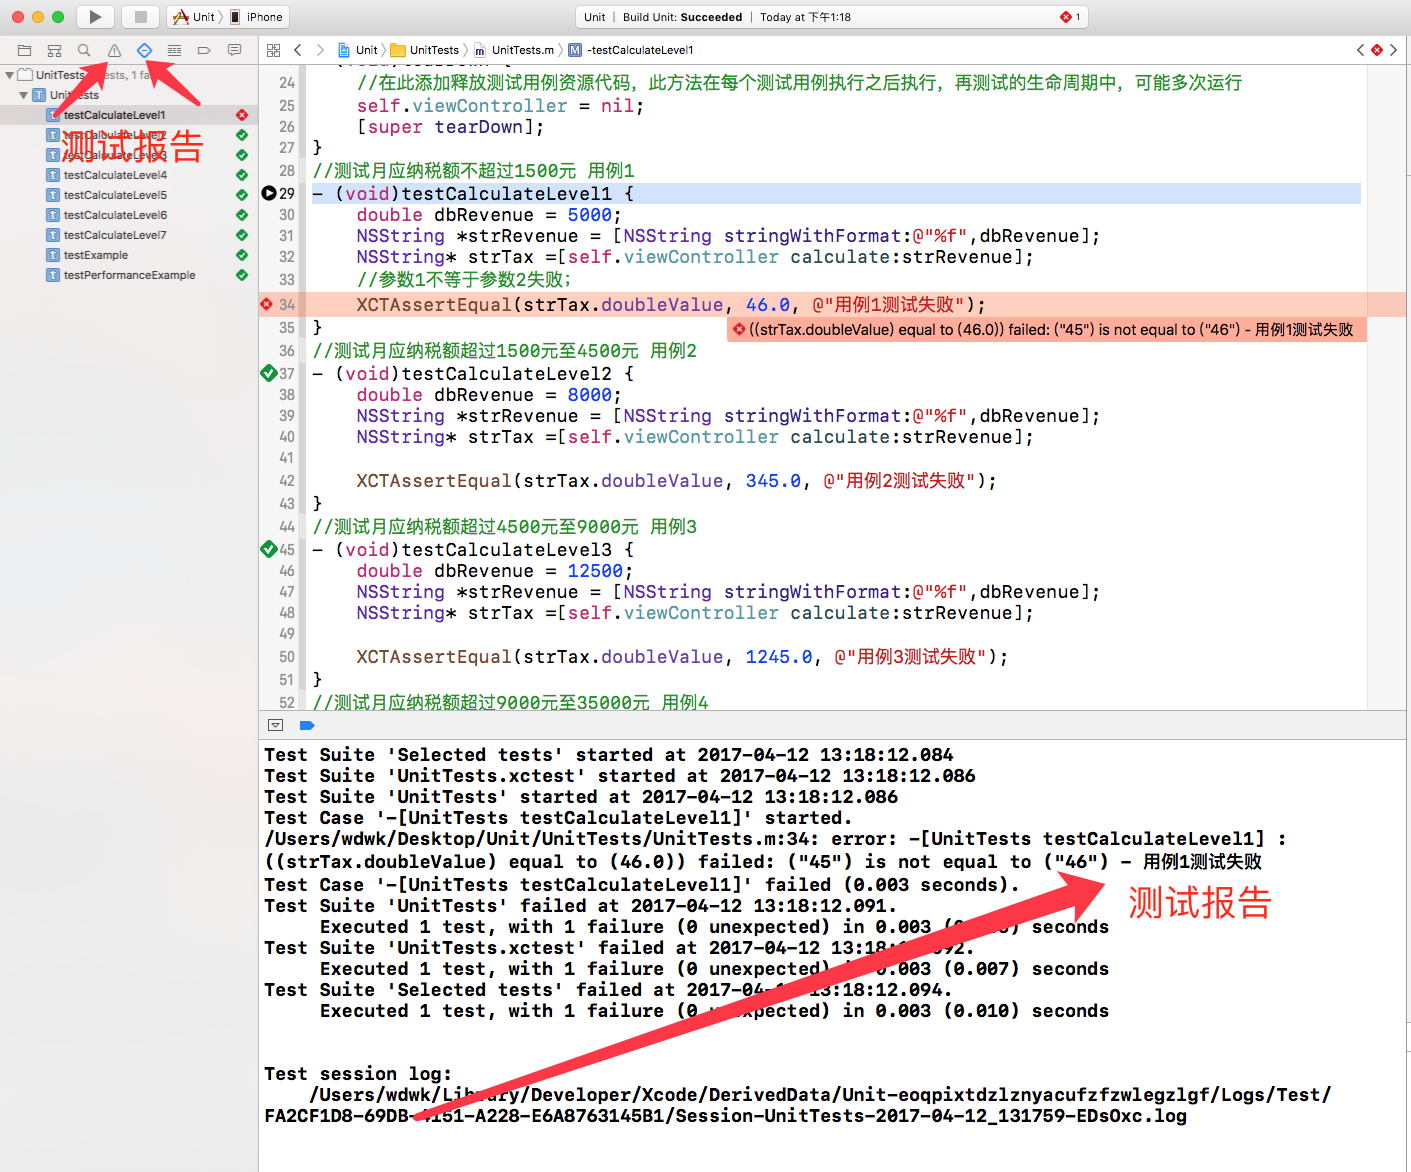 Unit  iPhone
Unit | Build Unit: Succeeded | Today at 下午1:18
1
Unit  UnitTests  UnitTests.m  M -testCalculateLevel1
UnitTests
UnitTests
testCalculateLevel1
testCalculateLevel2
testCalculateLevel3
testCalculateLevel4
testCalculateLevel5
testCalculateLevel6
testCalculateLevel7
testExample
testPerformanceExample
测试报告
24 //在此添加释放测试用例资源代码，此方法在每个测试用例执行之后执行，再测试的生命周期中，可能多次运行
25 self.viewController = nil;
26 [super tearDown];
27 }
28 //测试月应纳税额不超过1500元 用例1
29 - (void)testCalculateLevel1 {
30 double dbRevenue = 5000;
31 NSString *strRevenue = [NSString stringWithFormat:@"%f",dbRevenue];
32 NSString* strTax =[self.viewController calculate:strRevenue];
33 //参数1不等于参数2失败；
34 XCTAssertEqual(strTax.doubleValue, 46.0, @"用例1测试失败");
35 }
((strTax.doubleValue) equal to (46.0)) failed: ("45") is not equal to ("46") - 用例1测试失败
36 //测试月应纳税额超过1500元至4500元 用例2
37 - (void)testCalculateLevel2 {
38 double dbRevenue = 8000;
39 NSString *strRevenue = [NSString stringWithFormat:@"%f",dbRevenue];
40 NSString* strTax =[self.viewController calculate:strRevenue];
41
42 XCTAssertEqual(strTax.doubleValue, 345.0, @"用例2测试失败");
43 }
44 //测试月应纳税额超过4500元至9000元 用例3
45 - (void)testCalculateLevel3 {
46 double dbRevenue = 12500;
47 NSString *strRevenue = [NSString stringWithFormat:@"%f",dbRevenue];
48 NSString* strTax =[self.viewController calculate:strRevenue];
49
50 XCTAssertEqual(strTax.doubleValue, 1245.0, @"用例3测试失败");
51 }
52 //测试月应纳税额超过9000元至35000元 用例4
Test Suite 'Selected tests' started at 2017-04-12 13:18:12.084
Test Suite 'UnitTests.xctest' started at 2017-04-12 13:18:12.086
Test Suite 'UnitTests' started at 2017-04-12 13:18:12.086
Test Case '-[UnitTests testCalculateLevel1]' started.
/Users/wdwk/Desktop/Unit/UnitTests/UnitTests.m:34: error: -[UnitTests testCalculateLevel1] :
((strTax.doubleValue) equal to (46.0)) failed: ("45") is not equal to ("46") - 用例1测试失败
Test Case '-[UnitTests testCalculateLevel1]' failed (0.003 seconds).
测试报告
Test Suite 'UnitTests' failed at 2017-04-12 13:18:12.091.
Executed 1 test, with 1 failure (0 unexpected) in 0.003 seconds
Test Suite 'UnitTests.xctest' failed at 2017-04-12 13:18:
Executed 1 test, with 1 failure (0 unexpected) 0.003 (0.007) seconds
Test Suite 'Selected tests' failed at 2017-04- 13:18:12.094.
Executed 1 test, with 1 failure (0 unexpected) in 0.003 (0.010) seconds
Test session log:
/Users/wdwk/Library/Developer/Xcode/DerivedData/Unit-eoqpixtdzlznyacufzfzwlegzlgf/Logs/Test/
FA2CF1D8-69DB-4151-A228-E6A8763145B1/Session-UnitTests-2017-04-12_131759-EDsOxc.log